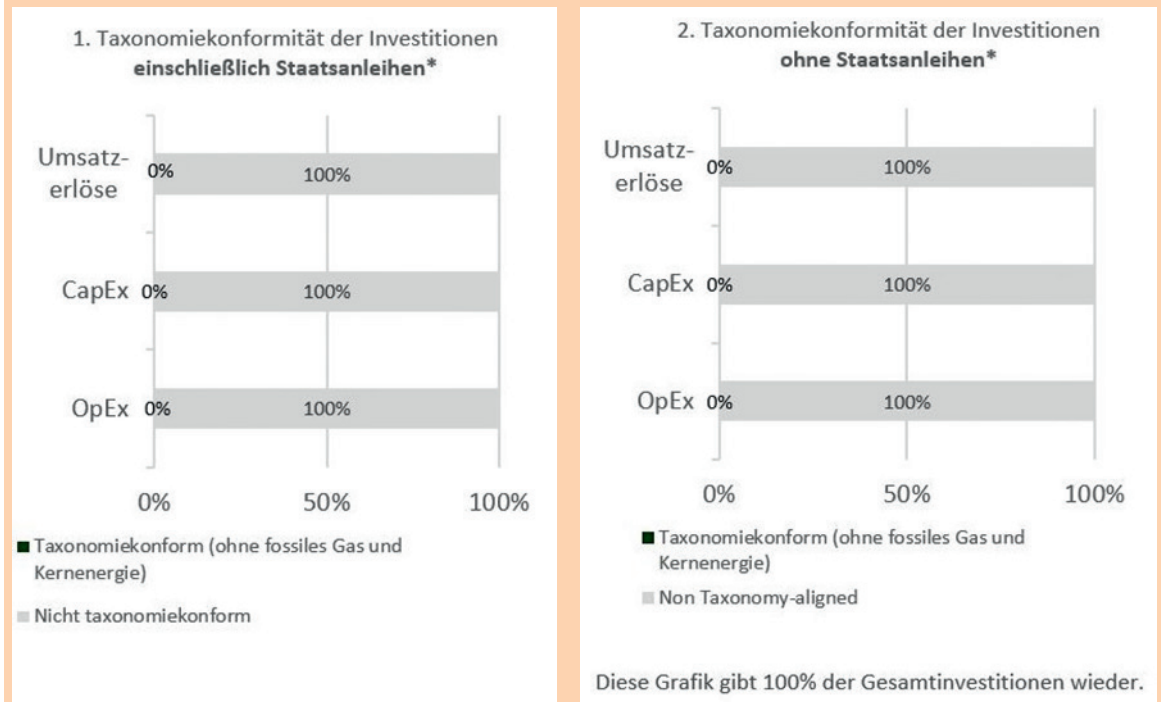 1. Taxonomiekonformität der Investitionen
einschließlich Staatsanleihen*
Umsatz-
erlöse
0%
100%
CapEx
0%
100%
OpEx
0%
100%
0%
50%
100%
Taxonomiekonform (ohne fossiles Gas und
Kernenergie)
Nicht taxonomiekonform
2. Taxonomiekonformität der Investitionen
ohne Staatsanleihen*
Umsatz-
erlöse
0%
100%
CapEx
0%
100%
OpEx
0%
100%
0%
50%
100%
Taxonomiekonform (ohne fossiles Gas und
Kernenergie)
Non Taxonomy-aligned
Diese Grafik gibt 100% der Gesamtinvestitionen wieder.